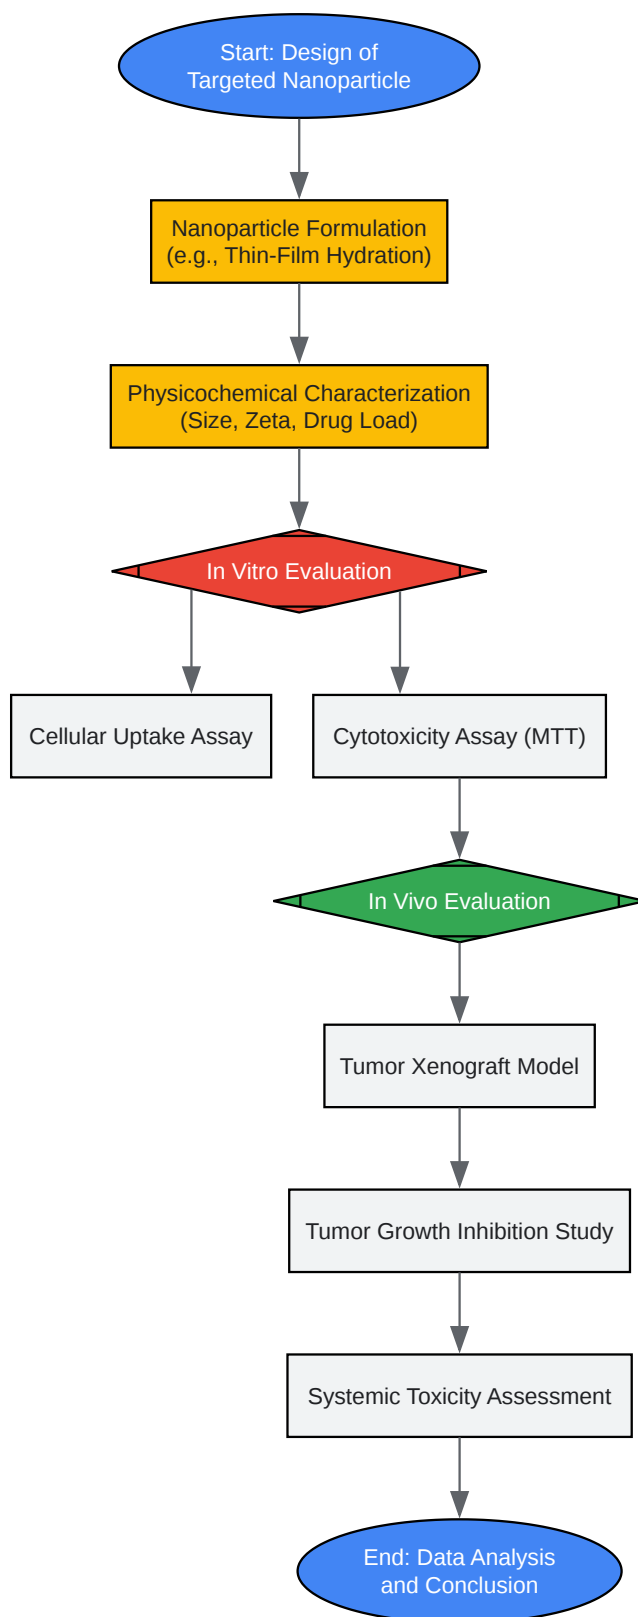 Start: Design of
Targeted Nanoparticle
Nanoparticle Formulation
(e.g., Thin-Film Hydration)
Physicochemical Characterization
(Size, Zeta, Drug Load)
In Vitro Evaluation
Cellular Uptake Assay
Cytotoxicity Assay (MTT)
In Vivo Evaluation
Tumor Xenograft Model
Tumor Growth Inhibition Study
Systemic Toxicity Assessment
End: Data Analysis
and Conclusion